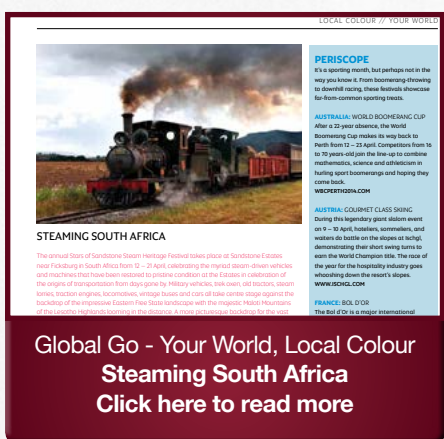 LOCAL COLOUR // YOUR WORLD
STEAMING SOUTH AFRICA
The annual Stars of Sandstone Steam Heritage Festival takes place at Sandstone Estates
near Ficksburg in South Africa from 12 – 21 April, celebrating the myriad steam-driven vehicles
and machines that have been restored to pristine condition at the Estates in celebration of
the origins of transportation from days gone by. Military vehicles, trek oxen, old tractors, steam
lorries, traction engines, locomotives, vintage buses and cars all take centre stage against the
backdrop of the impressive Eastern Free State landscape with the majestic Maloti Mountains
of the Lesotho Highlands looming in the distance. A more picturesque backdrop for the vast
PERISCOPE
It's a sporting month, but perhaps not in the
way you know it. From boomerang-throwing
to downhill racing, these festivals showcase
far-from-common sporting treats.
AUSTRALIA: WORLD BOOMERANG CUP
After a 22-year absence, the World
Boomerang Cup makes its way back to
Perth from 12 – 23 April. Competitors from 16
to 70 years-old join the line-up to combine
mathematics, science and athleticism in
hurling sport boomerangs and hoping they
come back.
WBCPERTH2014.COM
AUSTRIA: GOURMET CLASS SKIING
During this legendary giant slalom event
on 9 – 10 April, hoteliers, sommeliers, and
waiters do battle on the slopes at Ischgl,
demonstrating their short swing turns to
earn the World Champion title. The race of
the year for the hospitality industry goes
whooshing down the resort's slopes.
WWW.ISCHGL.COM
FRANCE: BOL D'OR
The Bol d'Or is a major international
Global Go - Your World, Local Colour
Steaming South Africa
Click here to read more